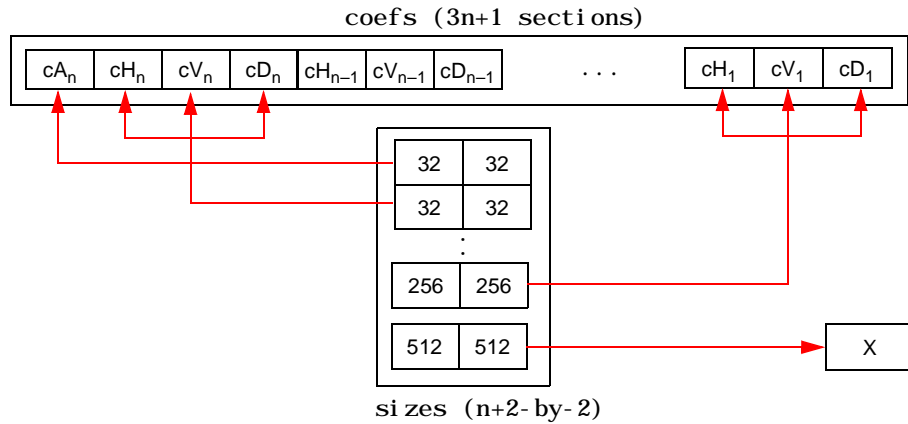 coefs (3n+1 sections)
cAn cHn cVn cDn cHn–1 cVn–1 cDn–1 ... cH1 cV1 cD1
32 32
32 32
:
256 256
512 512
X
sizes (n+2-by-2)